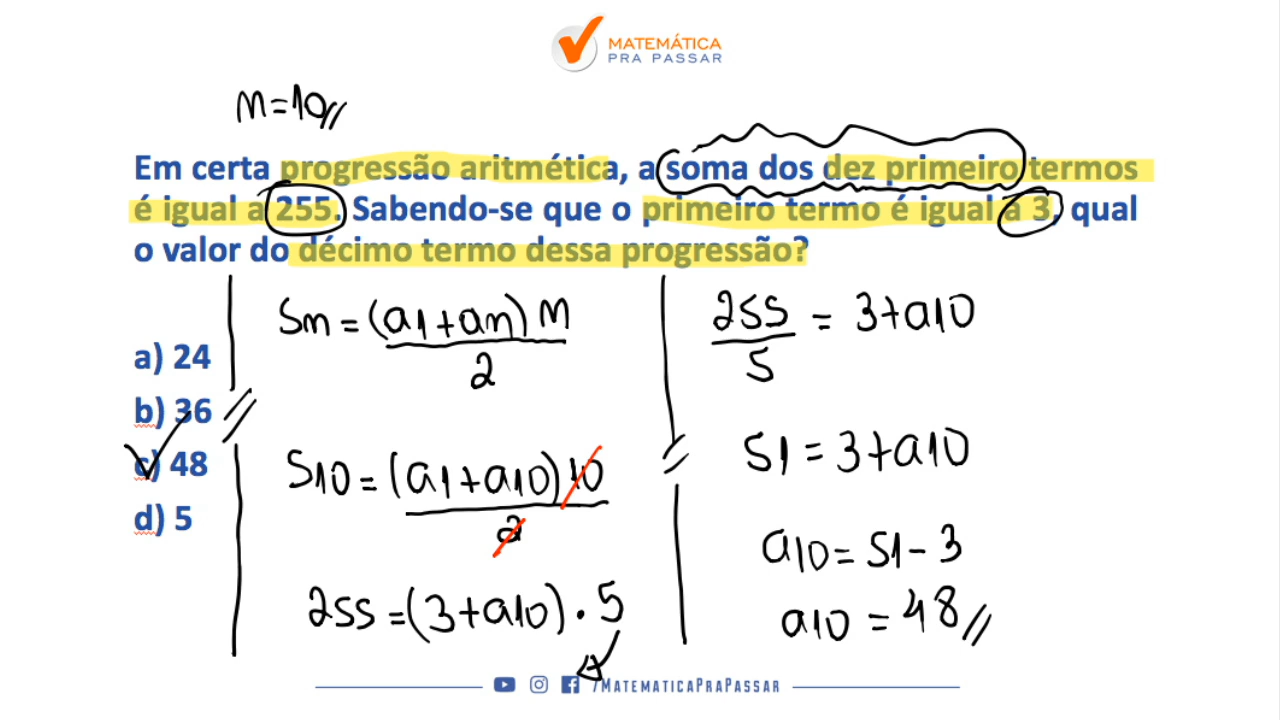 MATEMÁTICA
PRA PASSAR
n=10//
Em certa progressão aritmética, a soma dos dez primeiro termos
é igual a 255. Sabendo-se que o primeiro termo é igual a 3, qual
o valor do décimo termo dessa progressão?
a) 24
b) 36
c) 48
d) 5
Sn = (a1+an) n
2
S10 = (a1+a10) 10
2
255 = (3+a10) · 5
255 = 3+a10
5
51 = 3+a10
a10 = 51 - 3
a10 = 48//
/MATEMATICAPRAPASSAR